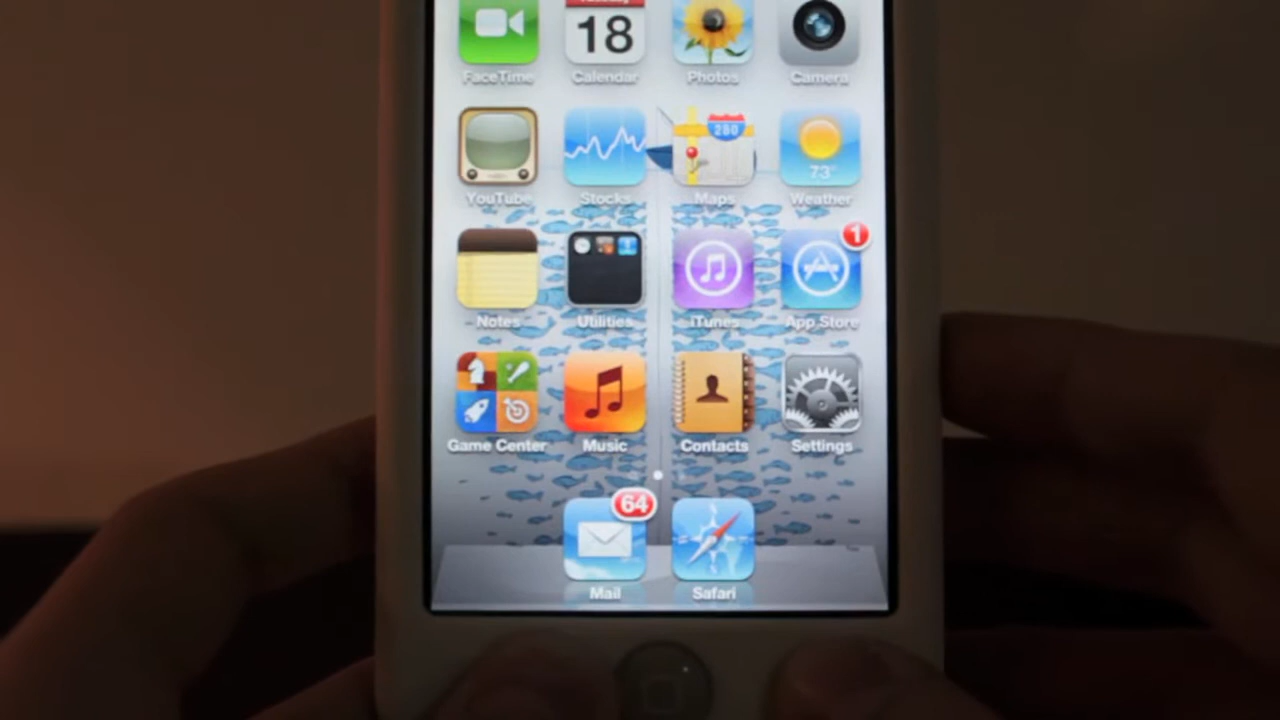 18
FaceTime Calendar Photos Camera
280
73°
YouTube Stocks Maps Weather
1
Notes Utilities iTunes App Store
Game Center Music Contacts Settings
64
Mail Safari